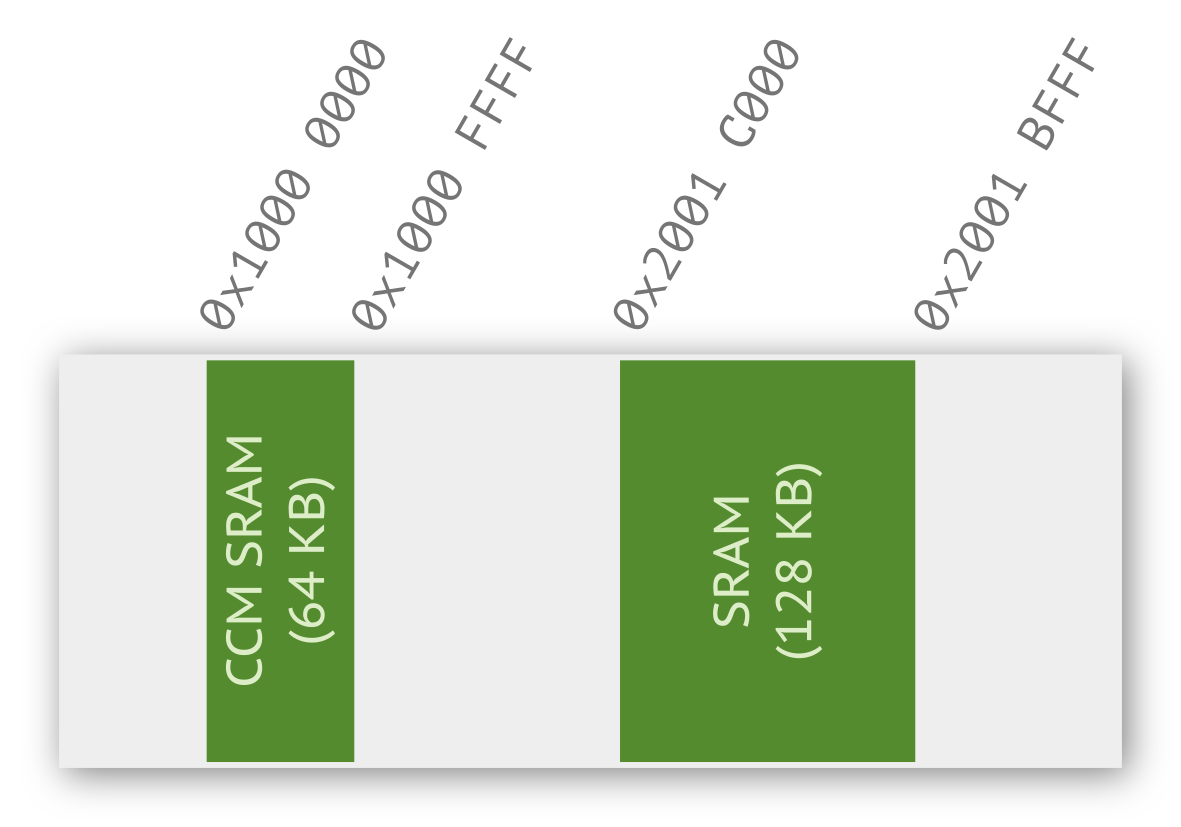 0x1000 0000
0x1000 FFFF
0x2001 C000
0x2001 BFFF
CCM SRAM
(64 KB)
SRAM
(128 KB)